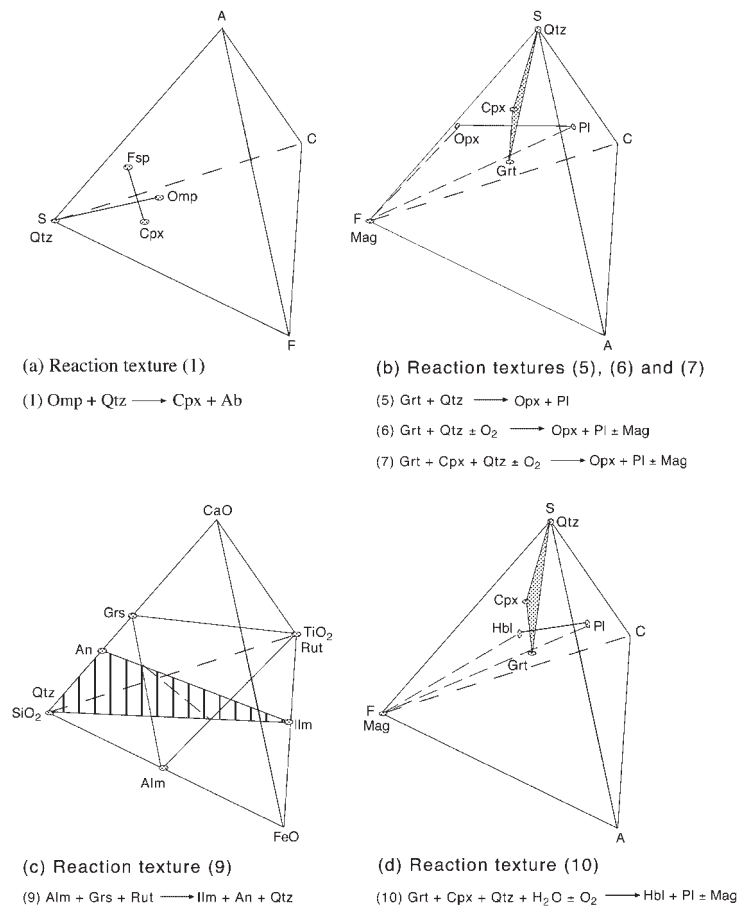 A
C
Fsp
Omp
S
Qtz
Cpx
F
(a) Reaction texture (1)
(1) Omp + Qtz ⟶ Cpx + Ab
S
Qtz
Cpx
Opx
Pl
C
Grt
F
Mag
A
(b) Reaction textures (5), (6) and (7)
(5) Grt + Qtz ⟶ Opx + Pl
(6) Grt + Qtz ± O2 ⟶ Opx + Pl ± Mag
(7) Grt + Cpx + Qtz ± O2 ⟶ Opx + Pl ± Mag
CaO
Grs
TiO2
Rut
An
Qtz
SiO2
Ilm
Alm
FeO
(c) Reaction texture (9)
(9) Alm + Grs + Rut ⟶ Ilm + An + Qtz
S
Qtz
Cpx
Hbl
Pl
C
Grt
F
Mag
A
(d) Reaction texture (10)
(10) Grt + Cpx + Qtz + H2O ± O2 ⟶ Hbl + Pl ± Mag